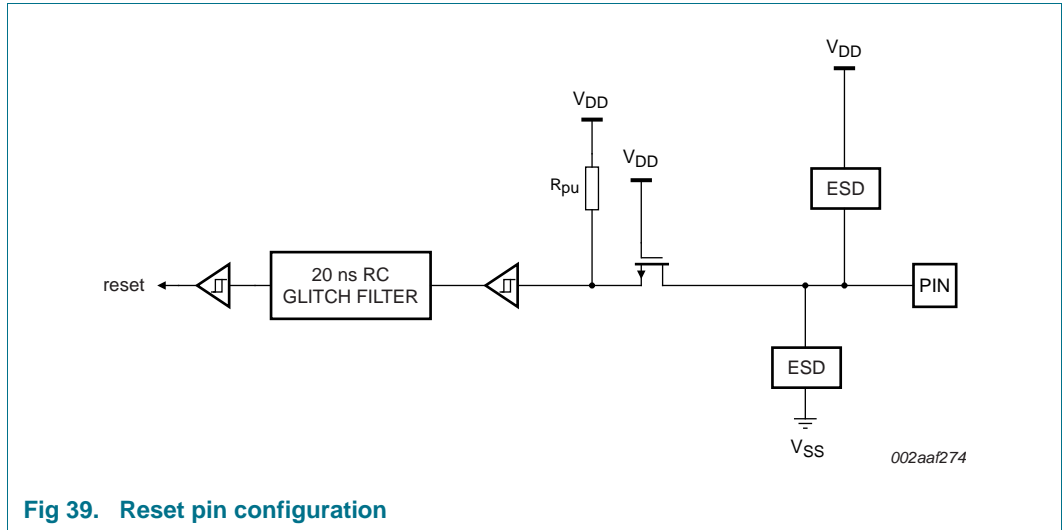 VDD
VDD
VDD
Rpu
ESD
reset
20 ns RC
GLITCH FILTER
PIN
ESD
VSS
002aaf274
Fig 39. Reset pin configuration